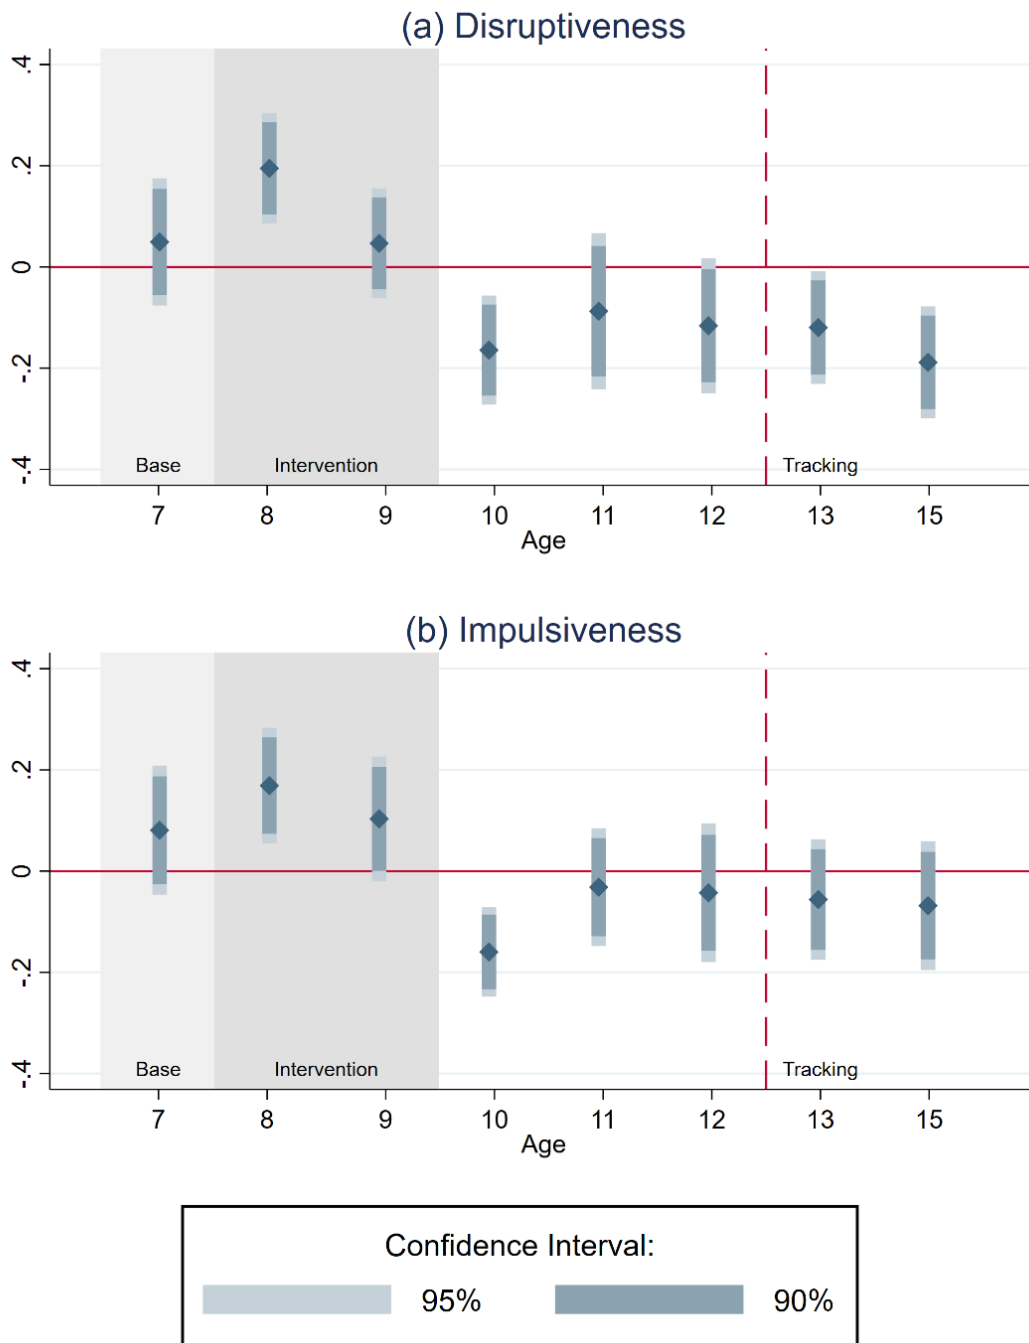 (a) Disruptiveness
.4
.2
0
-.2
-.4
Base
Intervention
Tracking
7 8 9 10 11 12 13 15
Age
(b) Impulsiveness
.4
.2
0
-.2
-.4
Base
Intervention
Tracking
7 8 9 10 11 12 13 15
Age
Confidence Interval:
95% 90%